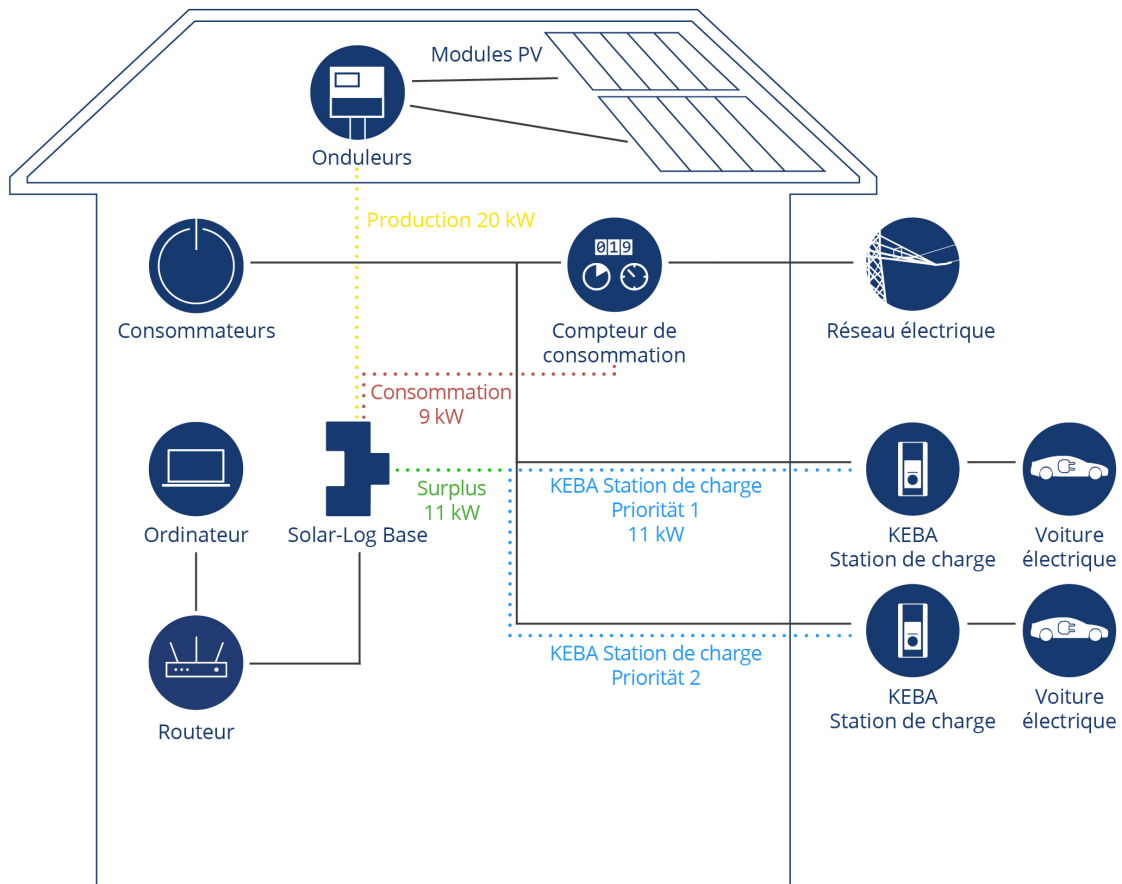 Modules PV
Onduleurs
Production 20 kW
019
Consommateurs
Compteur de
consommation
Réseau électrique
Consommation
9 kW
Surplus
11 kW
KEBA Station de charge
Priorität 1
11 kW
Ordinateur
Solar-Log Base
KEBA
Station de charge
Voiture
électrique
KEBA Station de charge
Priorität 2
KEBA
Station de charge
Voiture
électrique
Routeur